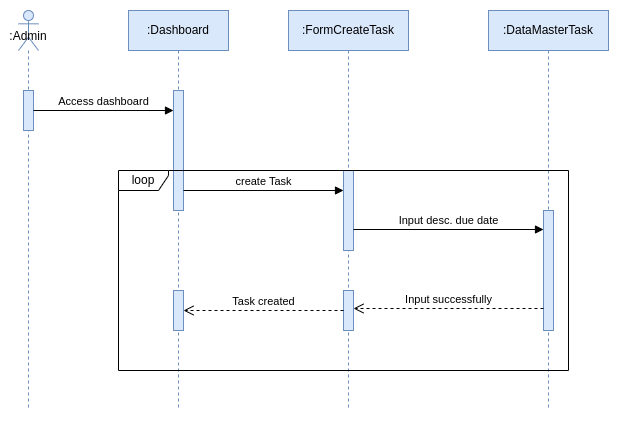 :Admin
:Dashboard
:FormCreateTask
:DataMasterTask
Access dashboard
loop
create Task
Input desc. due date
Task created
Input successfully